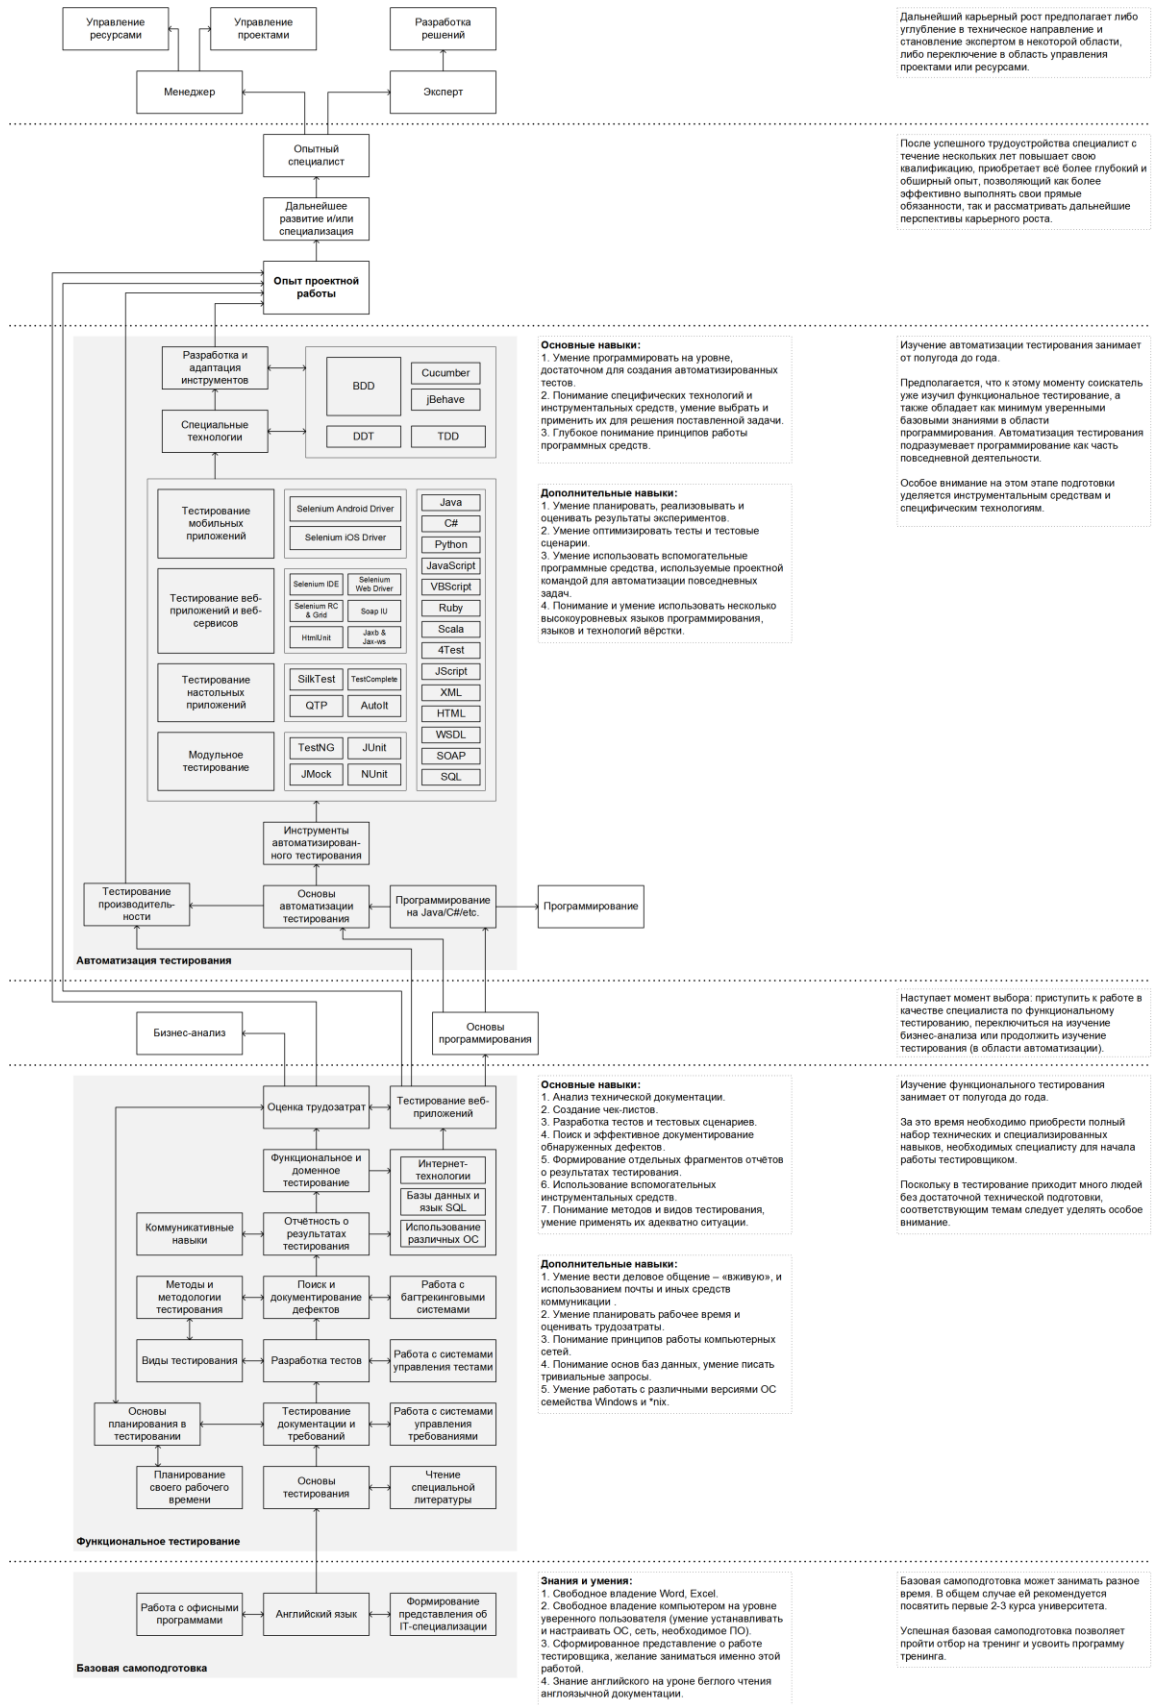 Управление
ресурсами
Управление
проектами
Разработка
решений
Дальнейший карьерный рост предполагает либо
углубление в техническое направление и
становление экспертом в некоторой области,
либо переключение в область управления
проектами или ресурсами.
Менеджер
Эксперт
Опытный
специалист
После успешного трудоустройства специалист с
течение нескольких лет повышает свою
квалификацию, приобретает всё более глубокий и
обширный опыт, позволяющий как более
эффективно выполнять свои прямые
обязанности, так и рассматривать дальнейшие
перспективы карьерного роста.
Дальнейшее
развитие и/или
специализация
Опыт проектной
работы
Разработка и
адаптация
инструментов
BDD
Cucumber
jBehave
Специальные
технологии
DDT
TDD
Основные навыки:
1. Умение программировать на уровне,
достаточном для создания автоматизированных
тестов.
2. Понимание специфических технологий и
инструментальных средств, умение выбрать и
применить их для решения поставленной задачи.
3. Глубокое понимание принципов работы
программных средств.
Изучение автоматизации тестирования занимает
от полугода до года.
Предполагается, что к этому моменту соискатель
уже изучил функциональное тестирование, а
также обладает как минимум уверенными
базовыми знаниями в области
программирования. Автоматизация тестирования
подразумевает программирование как часть
повседневной деятельности.
Особое внимание на этом этапе подготовки
уделяется инструментальным средствам и
специфическим технологиям.
Дополнительные навыки:
1. Умение планировать, реализовывать и
оценивать результаты экспериментов.
2. Умение оптимизировать тесты и тестовые
сценарии.
3. Умение использовать вспомогательные
программные средства, используемые проектной
командой для автоматизации повседневных
задач.
4. Понимание и умение использовать несколько
высокоуровневых языков программирования,
языков и технологий вёрстки.
Тестирование
мобильных
приложений
Selenium Android Driver
Selenium iOS Driver
Тестирование веб-
приложений и веб-
сервисов
Selenium IDE
Selenium
Web Driver
Selenium RC
& Grid
Soap IU
HtmlUnit
Jaxb &
Jax-ws
Тестирование
настольных
приложений
SilkTest
TestComplete
QTP
AutoIt
Модульное
тестирование
TestNG
JUnit
JMock
NUnit
Java
C#
Python
JavaScript
VBScript
Ruby
Scala
4Test
JScript
XML
HTML
WSDL
SOAP
SQL
Инструменты
автоматизирован-
ного тестирования
Тестирование
производитель-
ности
Основы
автоматизации
тестирования
Программирование
на Java/C#/etc.
Программирование
Автоматизация тестирования
Бизнес-анализ
Основы
программирования
Наступает момент выбора: приступить к работе в
качестве специалиста по функциональному
тестированию, переключиться на изучение
бизнес-анализа или продолжить изучение
тестирования (в области автоматизации).
Оценка трудозатрат
Тестирование веб-
приложений
Функциональное и
доменное
тестирование
Интернет-
технологии
Базы данных и
язык SQL
Использование
различных ОС
Коммуникативные
навыки
Отчётность о
результатах
тестирования
Методы и
методологии
тестирования
Поиск и
документирование
дефектов
Работа с
багтрекинговыми
системами
Виды тестирования
Разработка тестов
Работа с системами
управления тестами
Основы
планирования в
тестировании
Тестирование
документации и
требований
Работа с системами
управления
требованиями
Планирование
своего рабочего
времени
Основы
тестирования
Чтение
специальной
литературы
Функциональное тестирование
Основные навыки:
1. Анализ технической документации.
2. Создание чек-листов.
3. Разработка тестов и тестовых сценариев.
4. Поиск и эффективное документирование
обнаруженных дефектов.
5. Формирование отдельных фрагментов отчётов
о результатах тестирования.
6. Использование вспомогательных
инструментальных средств.
7. Понимание методов и видов тестирования,
умение применять их адекватно ситуации.
Изучение функционального тестирования
занимает от полугода до года.
За это время необходимо приобрести полный
набор технических и специализированных
навыков, необходимых специалисту для начала
работы тестировщиком.
Поскольку в тестирование приходит много людей
без достаточной технической подготовки,
соответствующим темам следует уделять особое
внимание.
Дополнительные навыки:
1. Умение вести деловое общение – «вживую», и
использованием почты и иных средств
коммуникации .
2. Умение планировать рабочее время и
оценивать трудозатраты.
3. Понимание принципов работы компьютерных
сетей.
4. Понимание основ баз данных, умение писать
тривиальные запросы.
5. Умение работать с различными версиями ОС
семейства Windows и *nix.
Работа с офисными
программами
Английский язык
Формирование
представления об
IT-специализации
Базовая самоподготовка
Знания и умения:
1. Свободное владение Word, Excel.
2. Свободное владение компьютером на уровне
уверенного пользователя (умение устанавливать
и настраивать ОС, сеть, необходимое ПО).
3. Сформированное представление о работе
тестировщика, желание заниматься именно этой
работой.
4. Знание английского на уроне беглого чтения
англоязычной документации.
Базовая самоподготовка может занимать разное
время. В общем случае ей рекомендуется
посвятить первые 2-3 курса университета.
Успешная базовая самоподготовка позволяет
пройти отбор на тренинг и усвоить программу
тренинга.